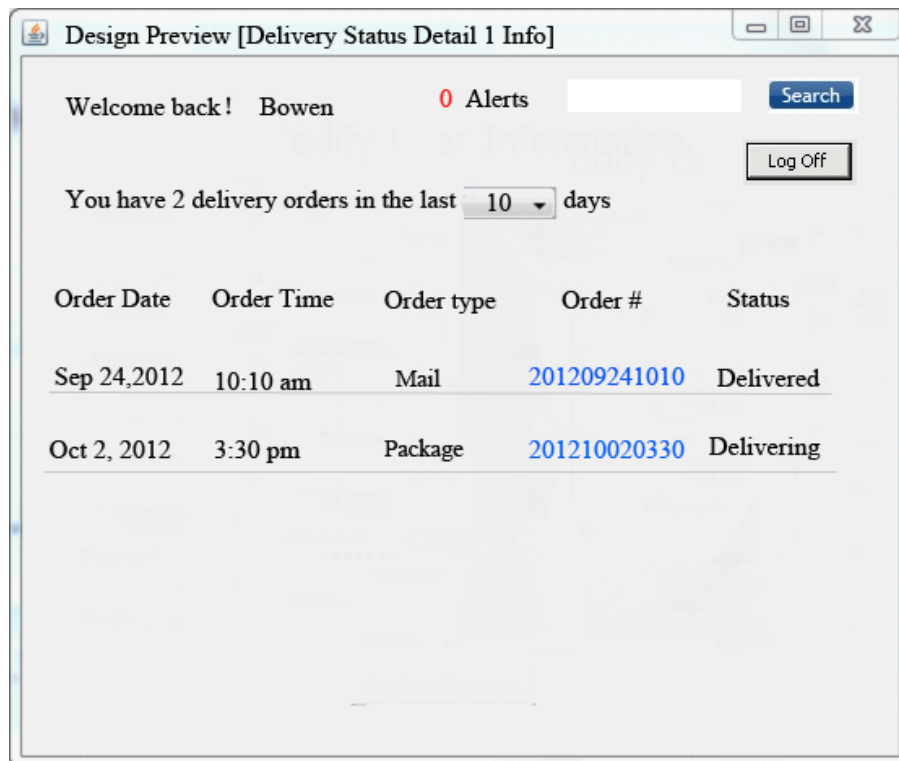 Design Preview [Delivery Status Detail 1 Info]
Welcome back! Bowen 0 Alerts Search
Log Off
You have 2 delivery orders in the last 10 days
Order Date Order Time Order type Order # Status
Sep 24,2012 10:10 am Mail 201209241010 Delivered
Oct 2, 2012 3:30 pm Package 201210020330 Delivering